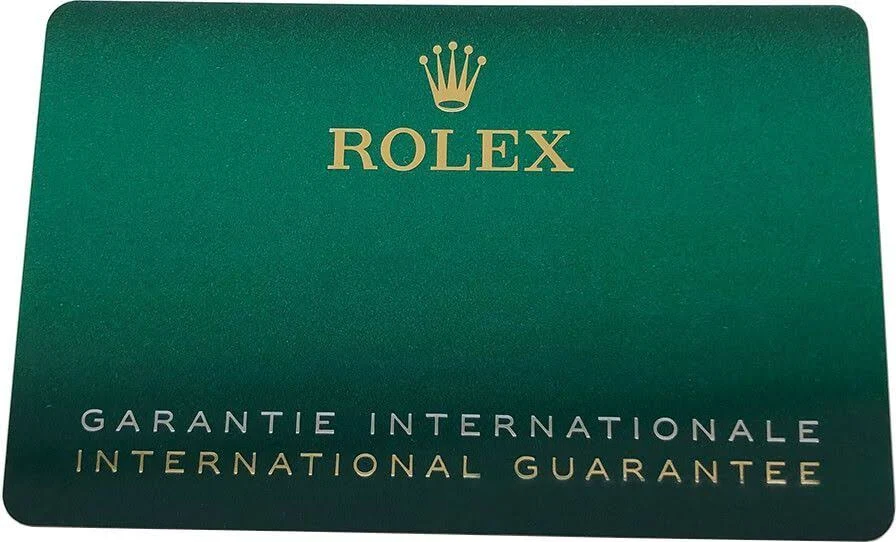 ROLEX
GARANTIE INTERNATIONALE
INTERNATIONAL GUARANTEE